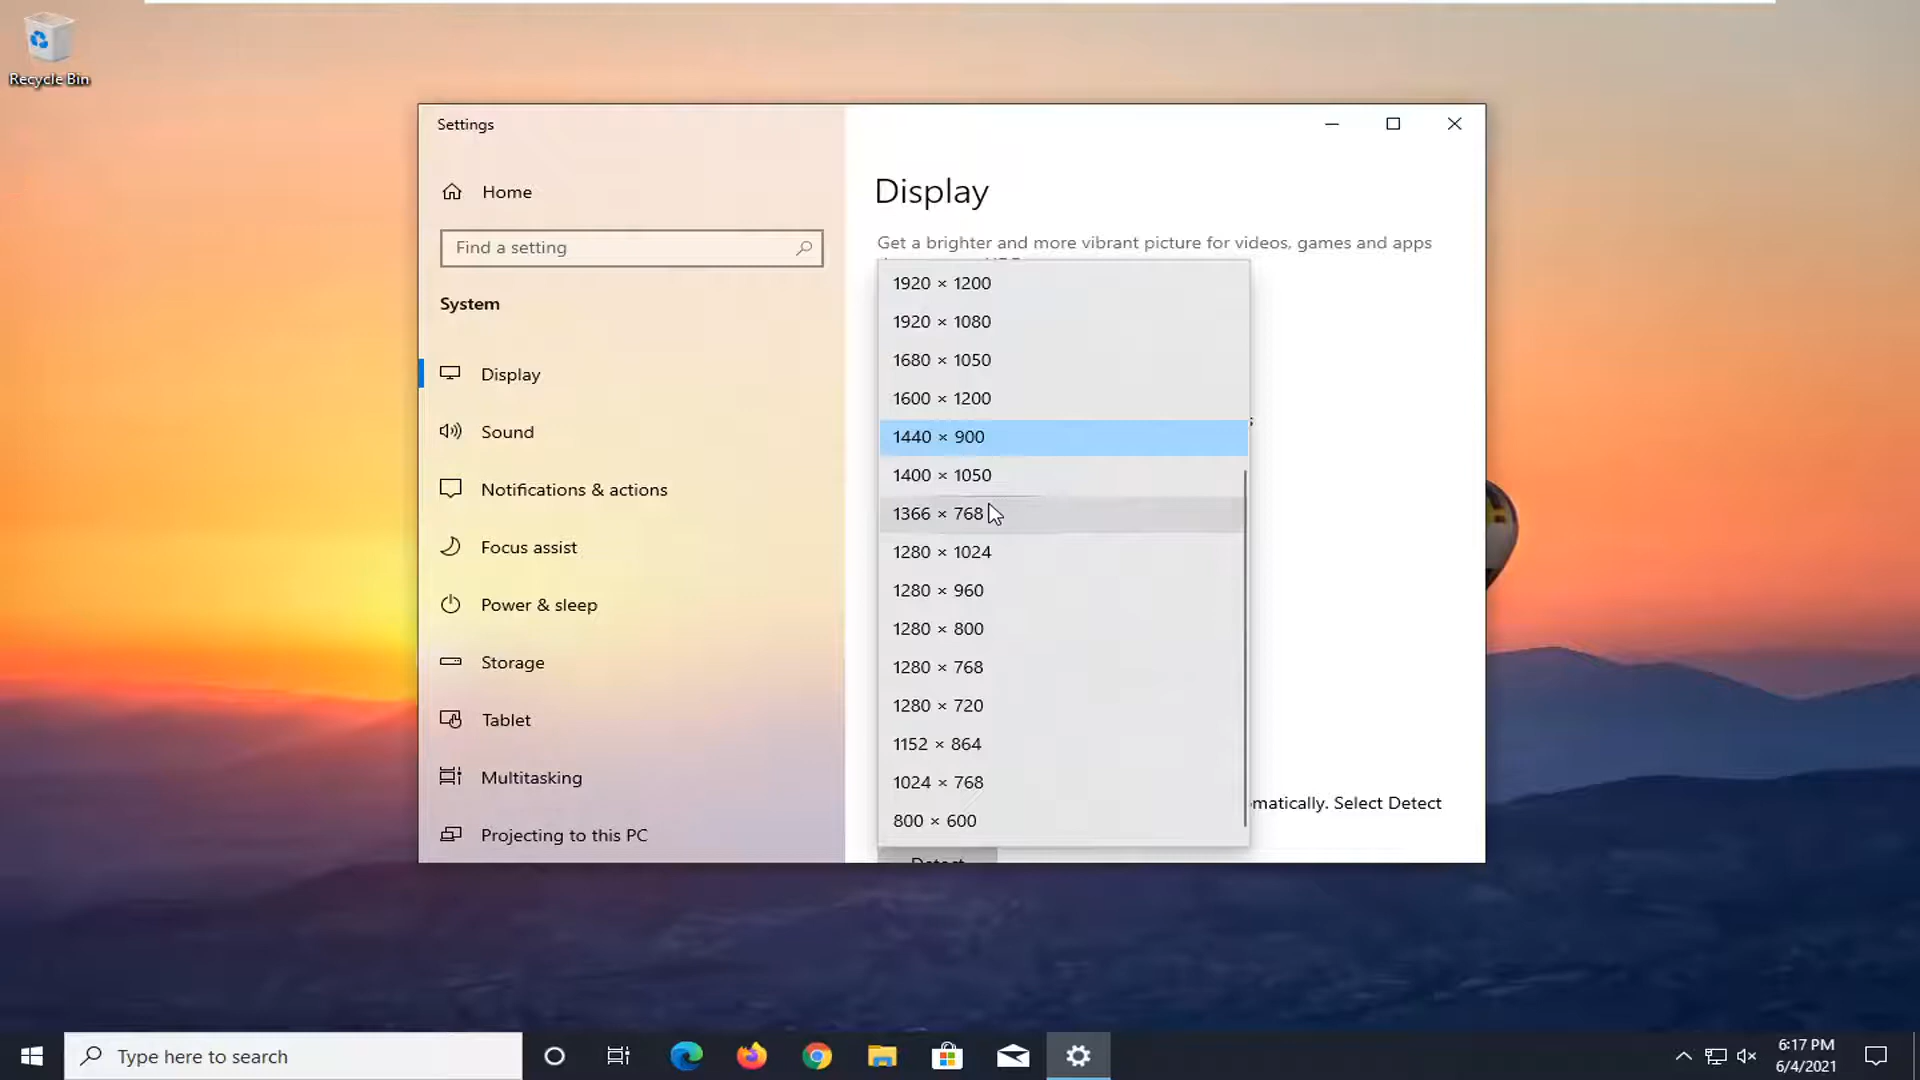 Recycle Bin
Settings
Home
Find a setting
System
Display
Sound
Notifications & actions
Focus assist
Power & sleep
Storage
Tablet
Multitasking
Projecting to this PC
Display
Get a brighter and more vibrant picture for videos, games and apps
1920 × 1200
1920 × 1080
1680 × 1050
1600 × 1200
1440 × 900
1400 × 1050
1366 × 768
1280 × 1024
1280 × 960
1280 × 800
1280 × 768
1280 × 720
1152 × 864
1024 × 768
800 × 600
matically. Select Detect
Detect
Type here to search
6:17 PM
6/4/2021